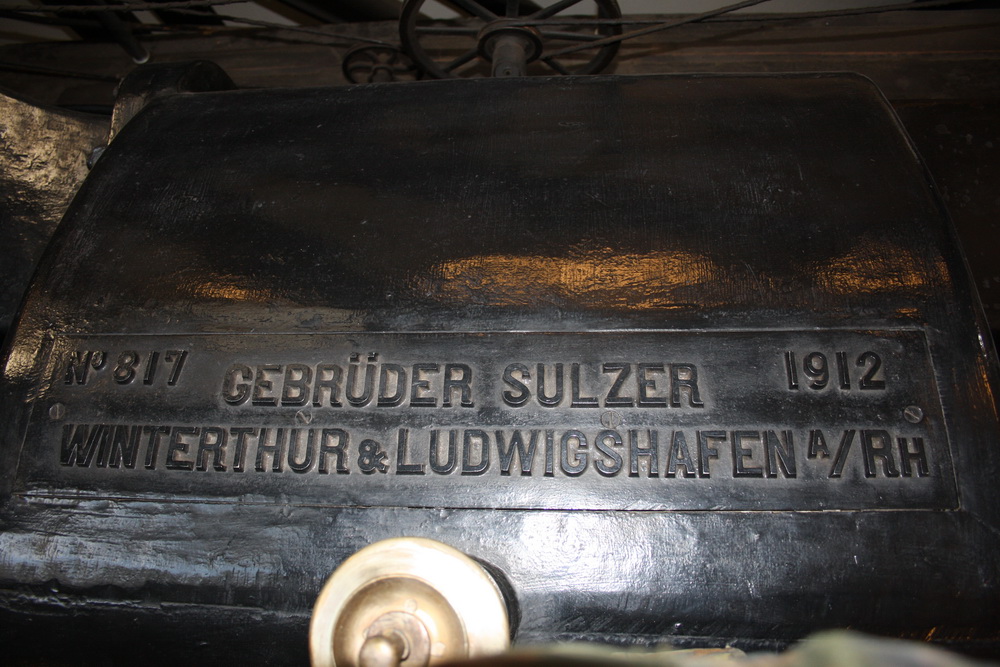 Nº 817 GEBRÜDER SULZER 1912
WINTERTHUR & LUDWIGSHAFEN A/RH